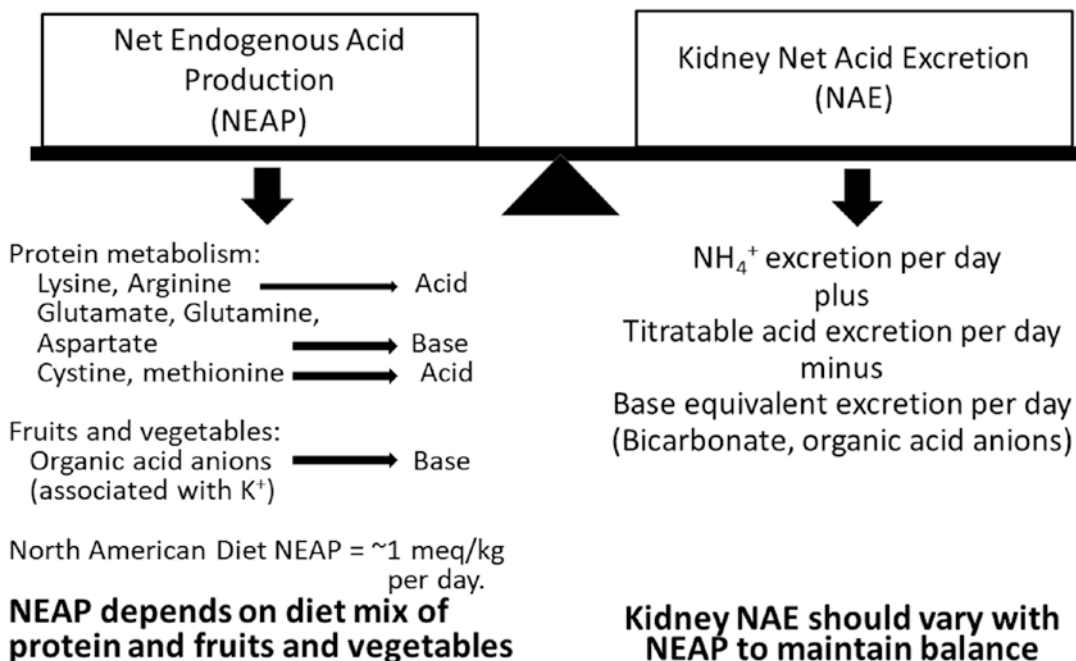 Net Endogenous Acid
Production
(NEAP)
Kidney Net Acid Excretion
(NAE)
Protein metabolism:
Lysine, Arginine Acid
Glutamate, Glutamine,
Aspartate Base
Cystine, methionine Acid
Fruits and vegetables:
Organic acid anions Base
(associated with K⁺)
North American Diet NEAP = ~1 meq/kg
per day.
NEAP depends on diet mix of
protein and fruits and vegetables
NH₄⁺ excretion per day
plus
Titratable acid excretion per day
minus
Base equivalent excretion per day
(Bicarbonate, organic acid anions)
Kidney NAE should vary with
NEAP to maintain balance